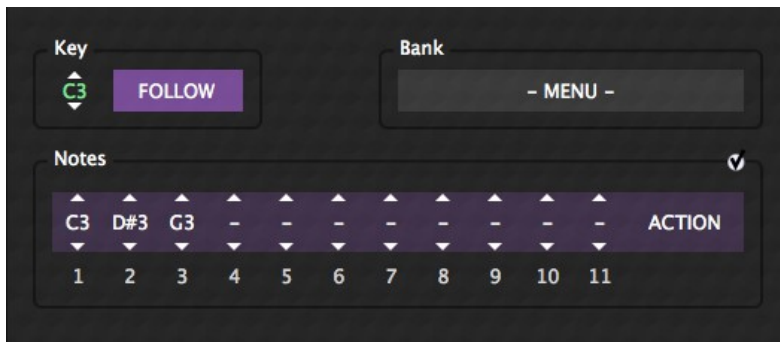 Key
Bank
C3 FOLLOW
– MENU –
Notes
C3 D#3 G3 – – – – – – – – ACTION
1 2 3 4 5 6 7 8 9 10 11